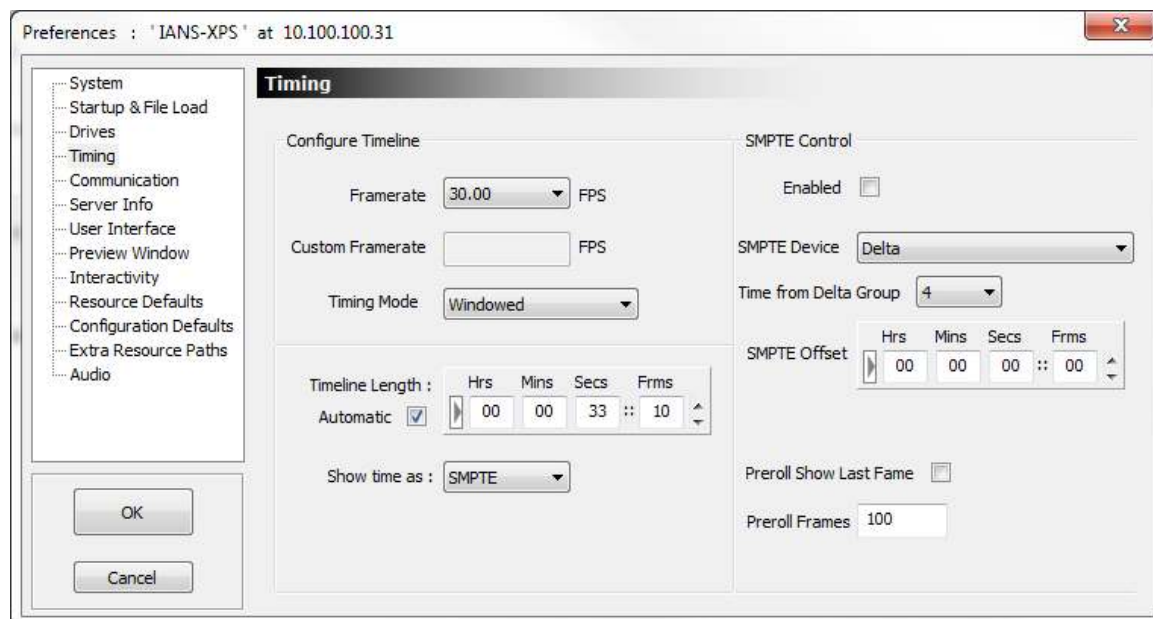 Preferences : 'IANS-XPS' at 10.100.100.31
System
Startup & File Load
Drives
Timing
Communication
Server Info
User Interface
Preview Window
Interactivity
Resource Defaults
Configuration Defaults
Extra Resource Paths
Audio
OK
Cancel
Timing
Configure Timeline
Framerate 30.00 FPS
Custom Framerate FPS
Timing Mode Windowed
Timeline Length :
Automatic
Hrs Mins Secs Frms
00 00 33 :: 10
Show time as : SMPTE
SMPTE Control
Enabled
SMPTE Device Delta
Time from Delta Group 4
SMPTE Offset
Hrs Mins Secs Frms
00 00 00 :: 00
Preroll Show Last Fame
Preroll Frames 100